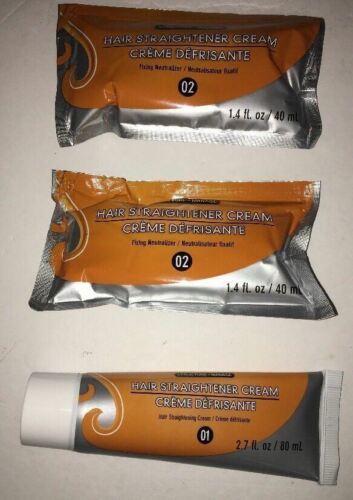 HAIR STRAIGHTENER CREAM
CRÈME DÉFRISANTE
Fixing Neutralizer / Neutralisateur fixatif
02
1.4 fl. oz / 40 mL
HAIR STRAIGHTENER CREAM
CRÈME DÉFRISANTE
Fixing Neutralizer / Neutralisateur fixatif
02
1.4 fl. oz / 40 ml
HAIR STRAIGHTENER CREAM
CRÈME DÉFRISANTE
Hair Straightening Cream / Crème défrisante
01
2.7 fl. oz / 80 mL